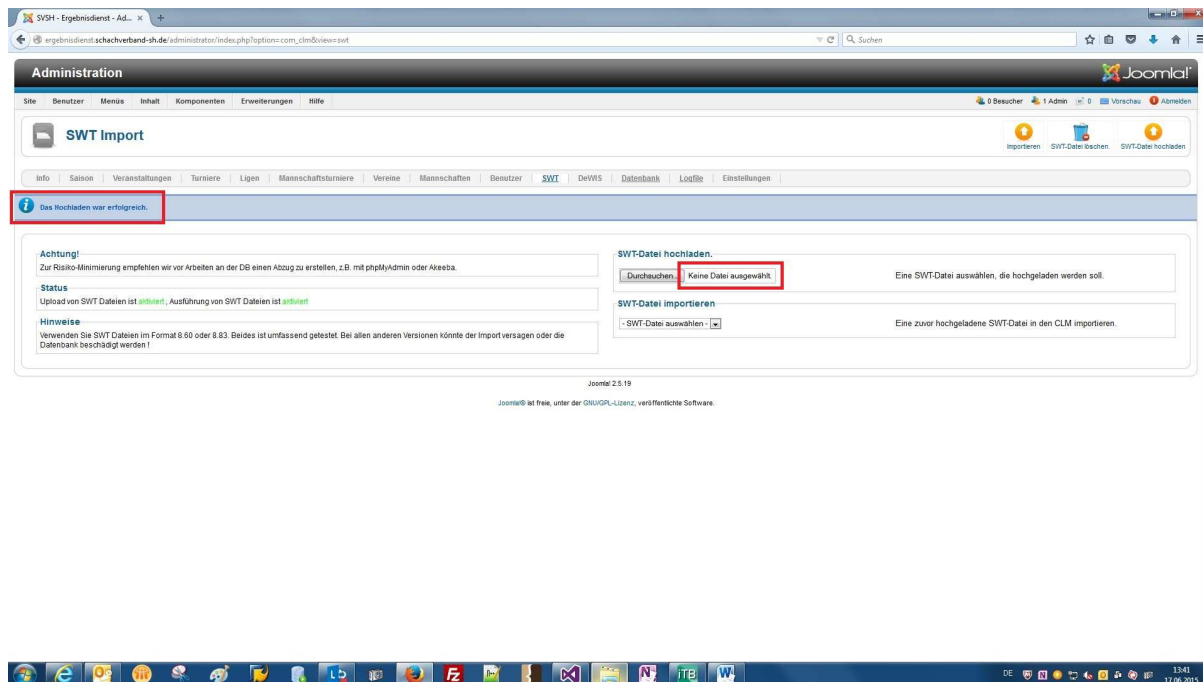 SVSH - Ergebnisdienst - Ad... × +
ergebnisdienst.schachverband-sh.de/administrator/index.php?option=com_clm&view=swt
Suchen
Administration
Joomla!
Site Benutzer Menüs Inhalt Komponenten Erweiterungen Hilfe
0 Besucher 1 Admin 0 Vorschau Abmelden
SWT Import
Importieren SWT-Datei löschen. SWT-Datei hochladen
Info Saison Veranstaltungen Turniere Ligen Mannschaftsturniere Vereine Mannschaften Benutzer SWT DeWIS Datenbank Logfile Einstellungen
Das Hochladen war erfolgreich.
Achtung!
Zur Risiko-Minimierung empfehlen wir vor Arbeiten an der DB einen Abzug zu erstellen, z.B. mit phpMyAdmin oder Akeeba.
Status
Upload von SWT Dateien ist aktiviert , Ausführung von SWT Dateien ist aktiviert
Hinweise
Verwenden Sie SWT Dateien im Format 8.60 oder 8.83. Beides ist umfassend getestet. Bei allen anderen Versionen könnte der Import versagen oder die
Datenbank beschädigt werden !
SWT-Datei hochladen.
Durchsuchen... Keine Datei ausgewählt.
Eine SWT-Datei auswählen, die hochgeladen werden soll.
SWT-Datei importieren
- SWT-Datei auswählen -
Eine zuvor hochgeladene SWT-Datei in den CLM importieren.
Joomla! 2.5.19
Joomla!® ist freie, unter der GNU/GPL-Lizenz, veröffentlichte Software.
DE
13:41
17.06.2015